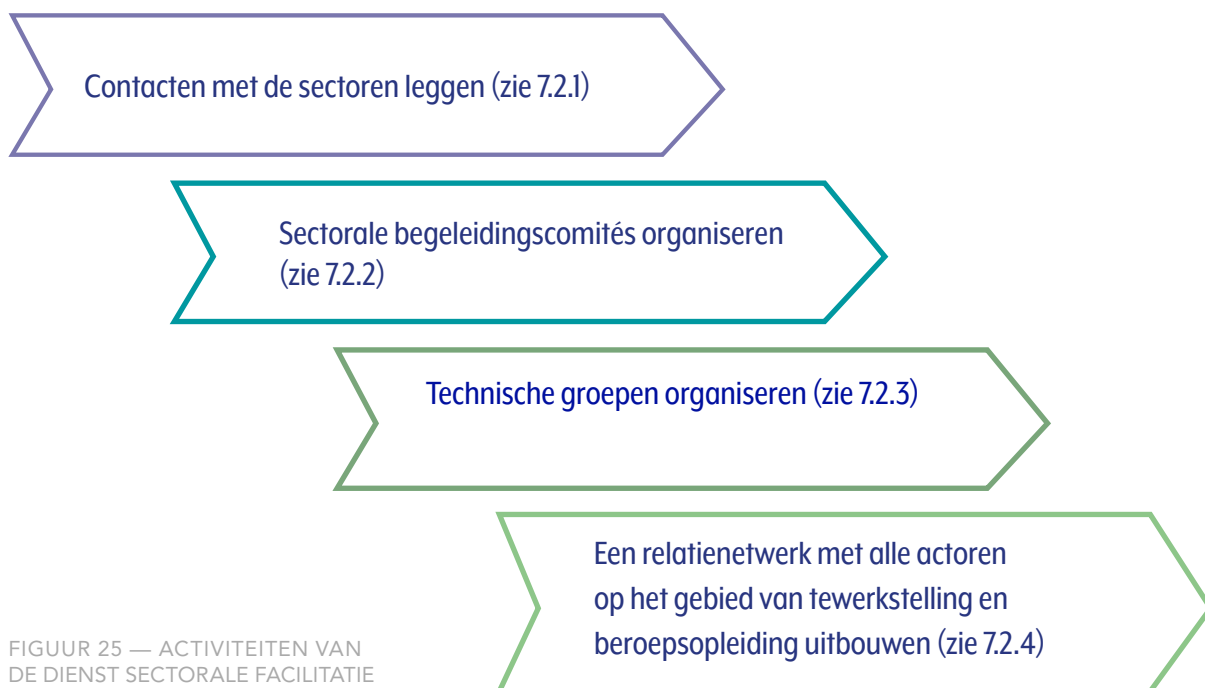 Contacten met de sectoren leggen (zie 7.2.1)
Sectorale begeleidingscomités organiseren
(zie 7.2.2)
Technische groepen organiseren (zie 7.2.3)
Een relatienetwerk met alle actoren
op het gebied van tewerkstelling en
beroepsopleiding uitbouwen (zie 7.2.4)
FIGUUR 25 — ACTIVITEITEN VAN
DE DIENST SECTORALE FACILITATIE